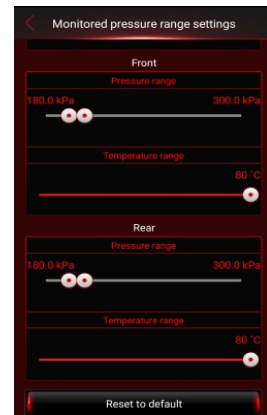 Monitored pressure range settings
Front
Pressure range
180.0 kPa 300.0 kPa
Temperature range
80 °C
Rear
Pressure range
180.0 kPa 300.0 kPa
Temperature range
80 °C
Reset to default